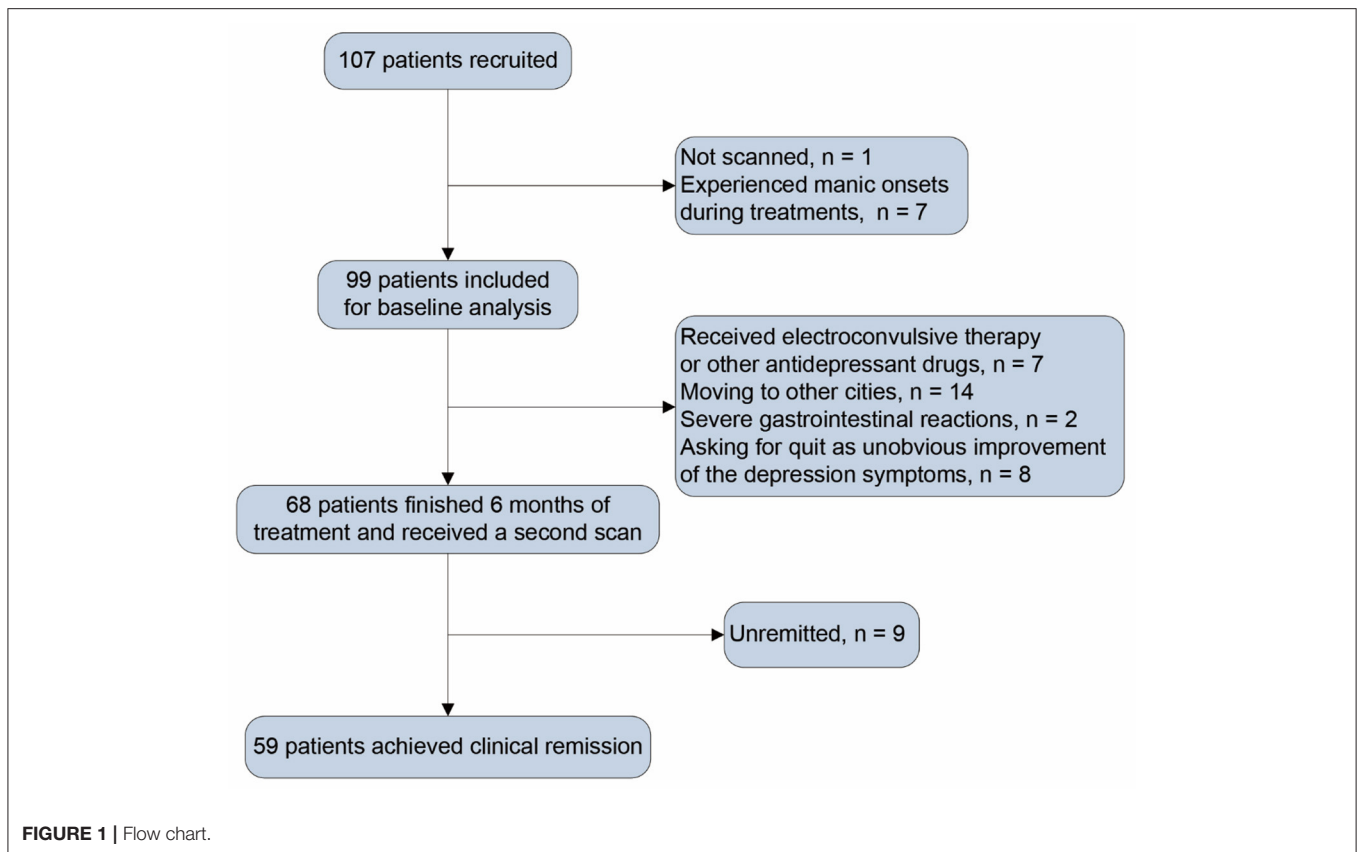 107 patients recruited
Not scanned, n = 1
Experienced manic onsets
during treatments, n = 7
99 patients included
for baseline analysis
Received electroconvulsive therapy
or other antidepressant drugs, n = 7
Moving to other cities, n = 14
Severe gastrointestinal reactions, n = 2
Asking for quit as unobvious improvement
of the depression symptoms, n = 8
68 patients finished 6 months of
treatment and received a second scan
Unremitted, n = 9
59 patients achieved clinical remission
FIGURE 1 | Flow chart.